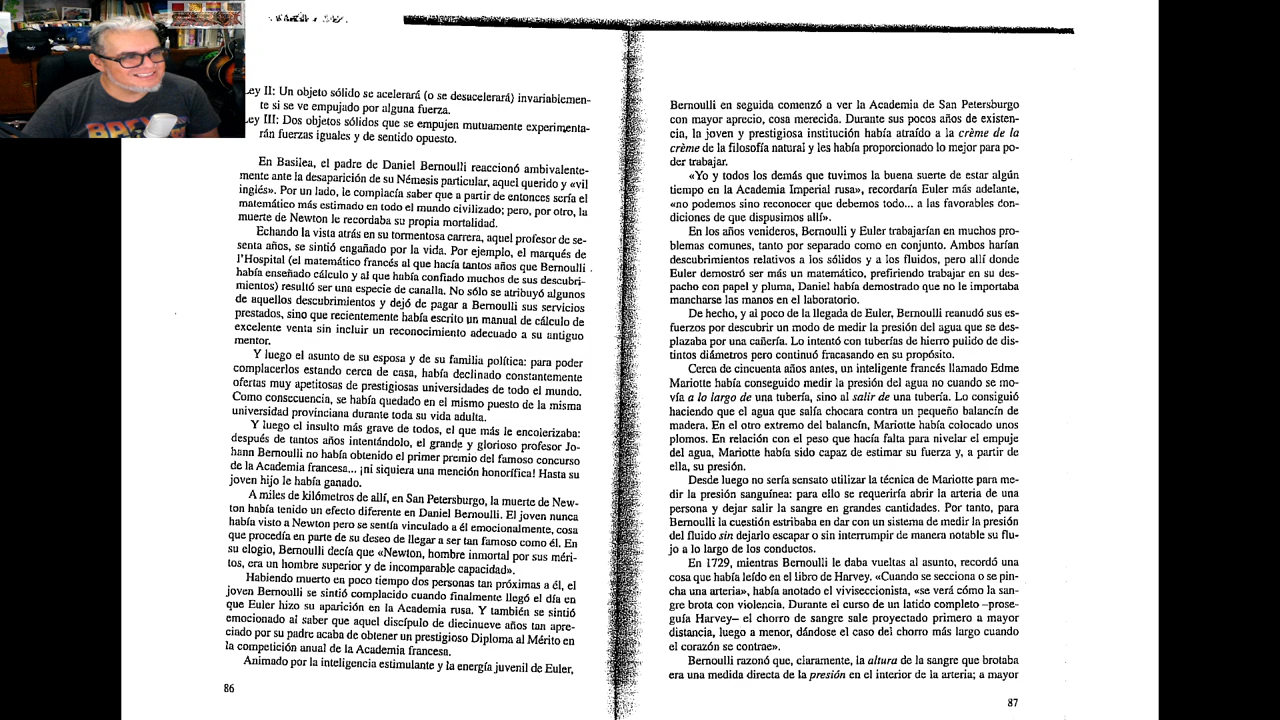 ey II: Un objeto sólido se acelerará (o se desacelerará) invariablemen-
te si se ve empujado por alguna fuerza.
ey III: Dos objetos sólidos que se empujen mutuamente experimenta-
rán fuerzas iguales y de sentido opuesto.
En Basilea, el padre de Daniel Bernoulli reaccionó ambivalente-
mente ante la desaparición de su Némesis particular, aquel querido y «vil
inglés». Por un lado, le complacía saber que a partir de entonces sería el
matemático más estimado en todo el mundo civilizado; pero, por otro, la
muerte de Newton le recordaba su propia mortalidad.
Echando la vista atrás en su tormentosa carrera, aquel profesor de se-
senta años, se sintió engañado por la vida. Por ejemplo, el marqués de
l'Hospital (el matemático francés al que hacía tantos años que Bernoulli
había enseñado cálculo y al que había confiado muchos de sus descubri-
mientos) resultó ser una especie de canalla. No sólo se atribuyó algunos
de aquellos descubrimientos y dejó de pagar a Bernoulli sus servicios
prestados, sino que recientemente había escrito un manual de cálculo de
excelente venta sin incluir un reconocimiento adecuado a su antiguo
mentor.
Y luego el asunto de su esposa y de su familia política: para poder
complacerlos estando cerca de casa, había declinado constantemente
ofertas muy apetitosas de prestigiosas universidades de todo el mundo.
Como consecuencia, se había quedado en el mismo puesto de la misma
universidad provinciana durante toda su vida adulta.
Y luego el insulto más grave de todos, el que más le encolerizaba:
después de tantos años intentándolo, el grande y glorioso profesor Jo-
hann Bernoulli no había obtenido el primer premio del famoso concurso
de la Academia francesa... ¡ni siquiera una mención honorífica! Hasta su
joven hijo le había ganado.
A miles de kilómetros de allí, en San Petersburgo, la muerte de New-
ton había tenido un efecto diferente en Daniel Bernoulli. El joven nunca
había visto a Newton pero se sentía vinculado a él emocionalmente, cosa
que procedía en parte de su deseo de llegar a ser tan famoso como él. En
su elogio, Bernoulli decía que «Newton, hombre inmortal por sus méri-
tos, era un hombre superior y de incomparable capacidad».
Habiendo muerto en poco tiempo dos personas tan próximas a él, el
joven Bernoulli se sintió complacido cuando finalmente llegó el día en
que Euler hizo su aparición en la Academia rusa. Y también se sintió
emocionado al saber que aquel discípulo de diecinueve años tan apre-
ciado por su padre acaba de obtener un prestigioso Diploma al Mérito en
la competición anual de la Academia francesa.
Animado por la inteligencia estimulante y la energía juvenil de Euler,
86
Bernoulli en seguida comenzó a ver la Academia de San Petersburgo
con mayor aprecio, cosa merecida. Durante sus pocos años de existen-
cia, la joven y prestigiosa institución había atraído a la crème de la
crème de la filosofía natural y les había proporcionado lo mejor para po-
der trabajar.
«Yo y todos los demás que tuvimos la buena suerte de estar algún
tiempo en la Academia Imperial rusa», recordaría Euler más adelante,
«no podemos sino reconocer que debemos todo... a las favorables con-
diciones de que dispusimos allí».
En los años venideros, Bernoulli y Euler trabajarían en muchos pro-
blemas comunes, tanto por separado como en conjunto. Ambos harían
descubrimientos relativos a los sólidos y a los fluidos, pero allí donde
Euler demostró ser más un matemático, prefiriendo trabajar en su des-
pacho con papel y pluma, Daniel había demostrado que no le importaba
mancharse las manos en el laboratorio.
De hecho, y al poco de la llegada de Euler, Bernoulli reanudó sus es-
fuerzos por descubrir un modo de medir la presión del agua que se des-
plazaba por una cañería. Lo intentó con tuberías de hierro pulido de dis-
tintos diámetros pero continuó fracasando en su propósito.
Cerca de cincuenta años antes, un inteligente francés llamado Edme
Mariotte había conseguido medir la presión del agua no cuando se mo-
vía a lo largo de una tubería, sino al salir de una tubería. Lo consiguió
haciendo que el agua que salía chocara contra un pequeño balancín de
madera. En el otro extremo del balancín, Mariotte había colocado unos
plomos. En relación con el peso que hacía falta para nivelar el empuje
del agua, Mariotte había sido capaz de estimar su fuerza y, a partir de
ella, su presión.
Desde luego no sería sensato utilizar la técnica de Mariotte para me-
dir la presión sanguínea: para ello se requeriría abrir la arteria de una
persona y dejar salir la sangre en grandes cantidades. Por tanto, para
Bernoulli la cuestión estribaba en dar con un sistema de medir la presión
del fluido sin dejarlo escapar o sin interrumpir de manera notable su flu-
jo a lo largo de los conductos.
En 1729, mientras Bernoulli le daba vueltas al asunto, recordó una
cosa que había leído en el libro de Harvey. «Cuando se secciona o se pin-
cha una arteria», había anotado el viviseccionista, «se verá cómo la san-
gre brota con violencia. Durante el curso de un latido completo –prose-
guía Harvey– el chorro de sangre sale proyectado primero a mayor
distancia, luego a menor, dándose el caso del chorro más largo cuando
el corazón se contrae».
Bernoulli razonó que, claramente, la altura de la sangre que brotaba
era una medida directa de la presión en el interior de la arteria; a mayor
87